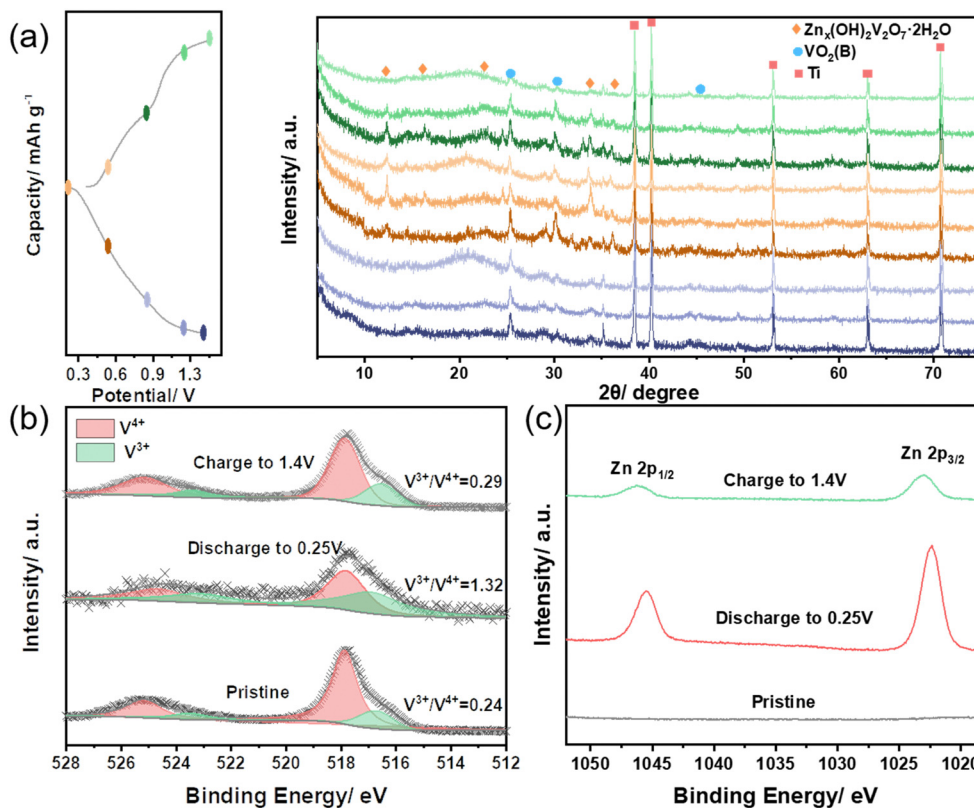 (a)
Capacity/ mAh g⁻¹
0.3 0.6 0.9 1.3
Potential/ V
Znₓ(OH)₂V₂O₇·2H₂O
VO₂(B)
Ti
Intensity/ a.u.
10 20 30 40 50 60 70
2θ/ degree
(b)
V⁴⁺
V³⁺
Charge to 1.4V
V³⁺/V⁴⁺=0.29
Discharge to 0.25V
V³⁺/V⁴⁺=1.32
Pristine
V³⁺/V⁴⁺=0.24
Intensity/ a.u.
528 526 524 522 520 518 516 514 512
Binding Energy/ eV
(c)
Charge to 1.4V
Zn 2p₁/₂
Zn 2p₃/₂
Discharge to 0.25V
Pristine
Intensity/ a.u.
1050 1045 1040 1035 1030 1025 1020
Binding Energy/ eV